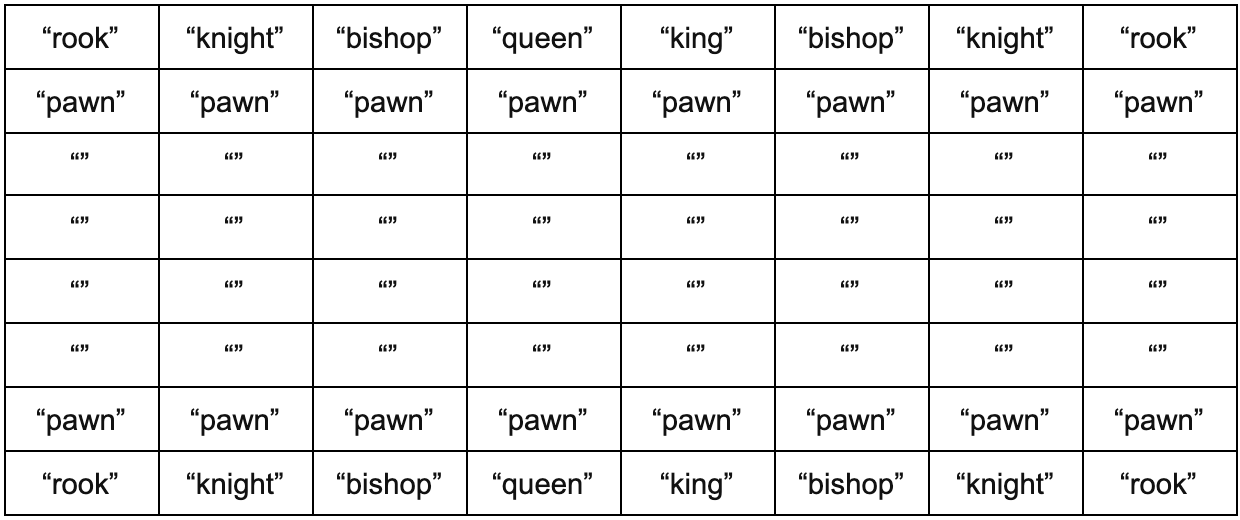 “rook” “knight” “bishop” “queen” “king” “bishop” “knight” “rook”
“pawn” “pawn” “pawn” “pawn” “pawn” “pawn” “pawn” “pawn”
“” “” “” “” “” “” “” “”
“” “” “” “” “” “” “” “”
“” “” “” “” “” “” “” “”
“” “” “” “” “” “” “” “”
“pawn” “pawn” “pawn” “pawn” “pawn” “pawn” “pawn” “pawn”
“rook” “knight” “bishop” “queen” “king” “bishop” “knight” “rook”